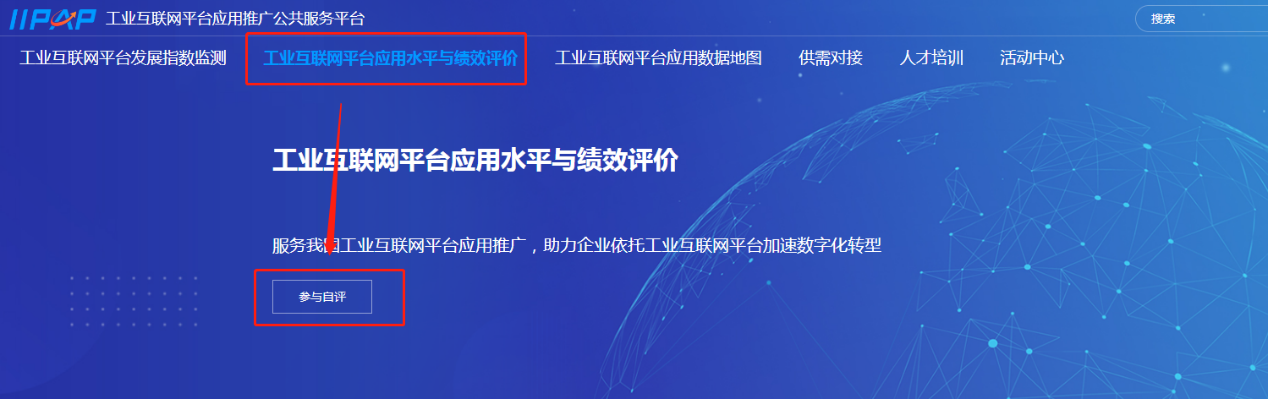 IIPAP 工业互联网平台应用推广公共服务平台 搜索
工业互联网平台发展指数监测 工业互联网平台应用水平与绩效评价 工业互联网平台应用数据地图 供需对接 人才培训 活动中心
工业互联网平台应用水平与绩效评价
服务我国工业互联网平台应用推广，助力企业依托工业互联网平台加速数字化转型
参与自评